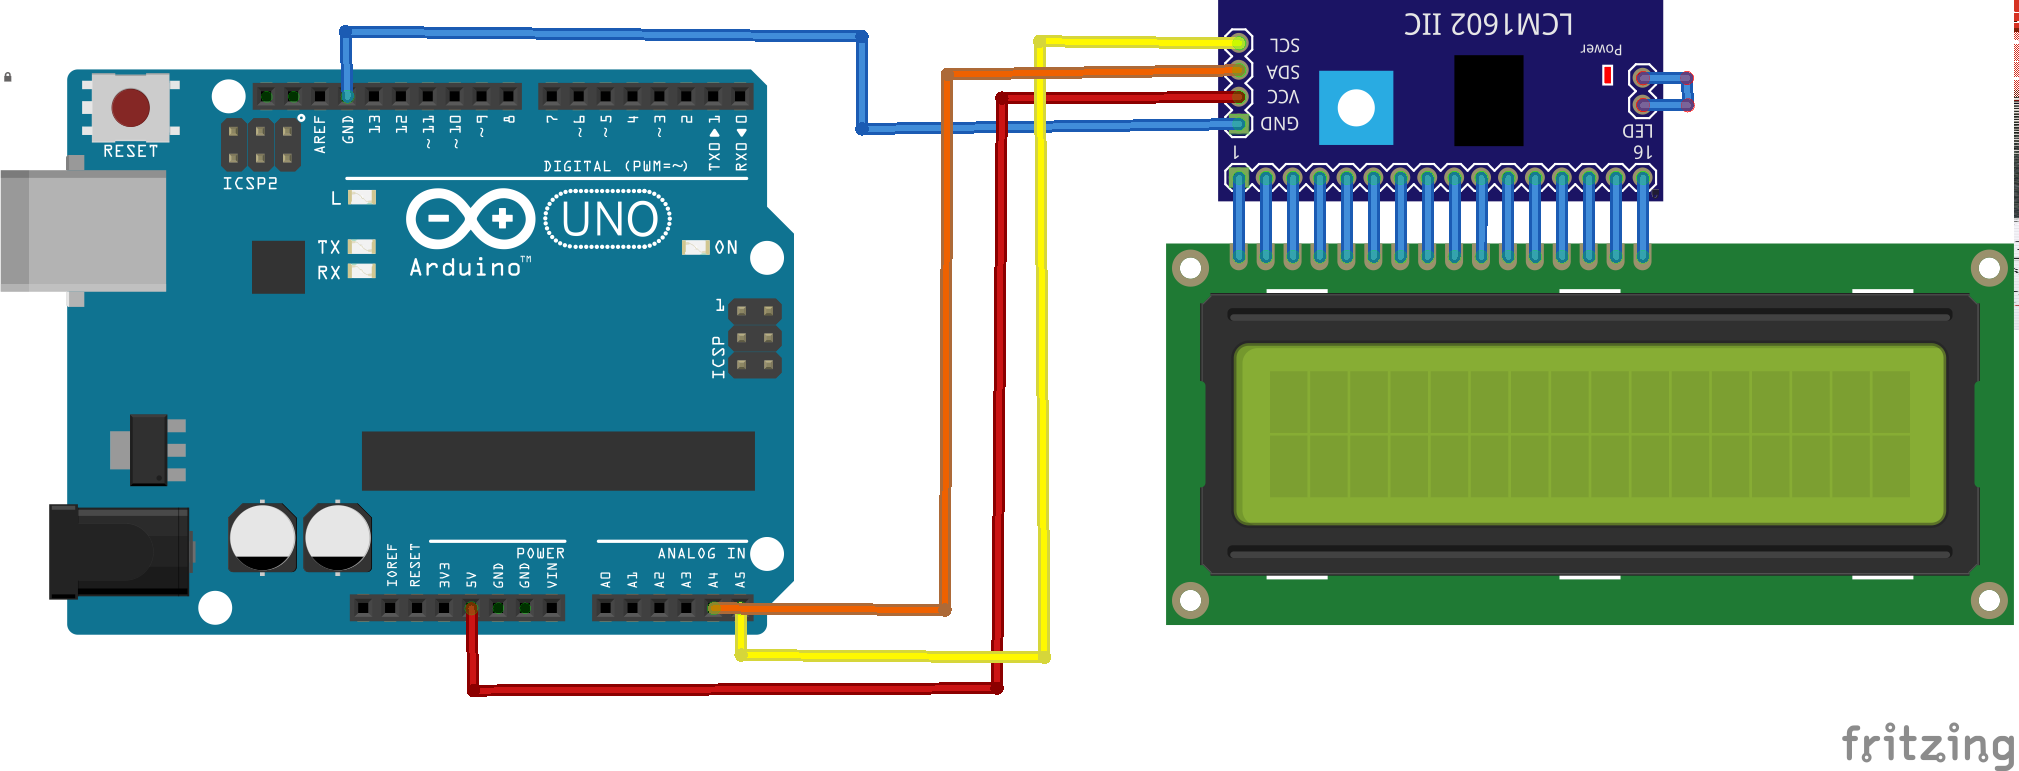 RESET
ICSP2
AREF
GND
13
12
~11
~10
~9
8
7
~6
~5
4
~3
2
TX0▶1
RX0◀0
DIGITAL (PWM=~)
L
TX
RX
UNO
Arduino™
ON
1
ICSP
IOREF
RESET
3V3
5V
GND
GND
VIN
POWER
A0
A1
A2
A3
A4
A5
ANALOG IN
LCM1602 IIC
SCL
SDA
VCC
GND
Power
LED
1
16
fritzing